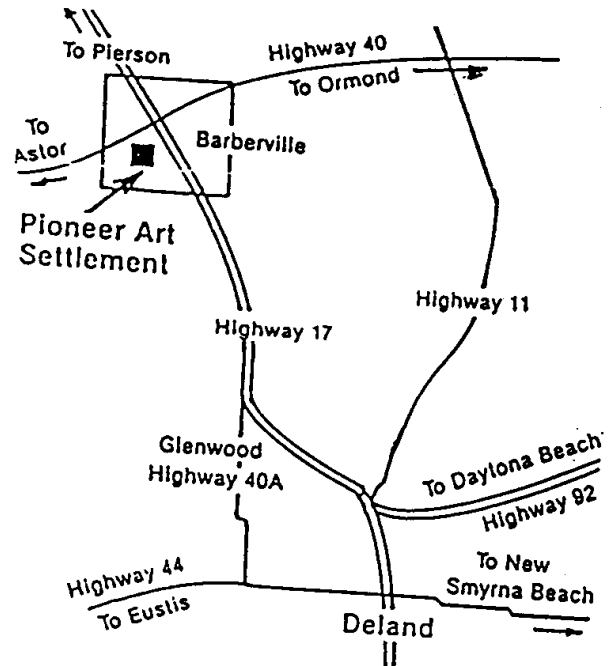 To Pierson
Highway 40
To Ormond
To
Astor
Barberville
Pioneer Art
Settlement
Highway 11
Highway 17
Glenwood
Highway 40A
To Daytona Beach
Highway 92
Highway 44
To Eustis
To New
Smyrna Beach
Deland